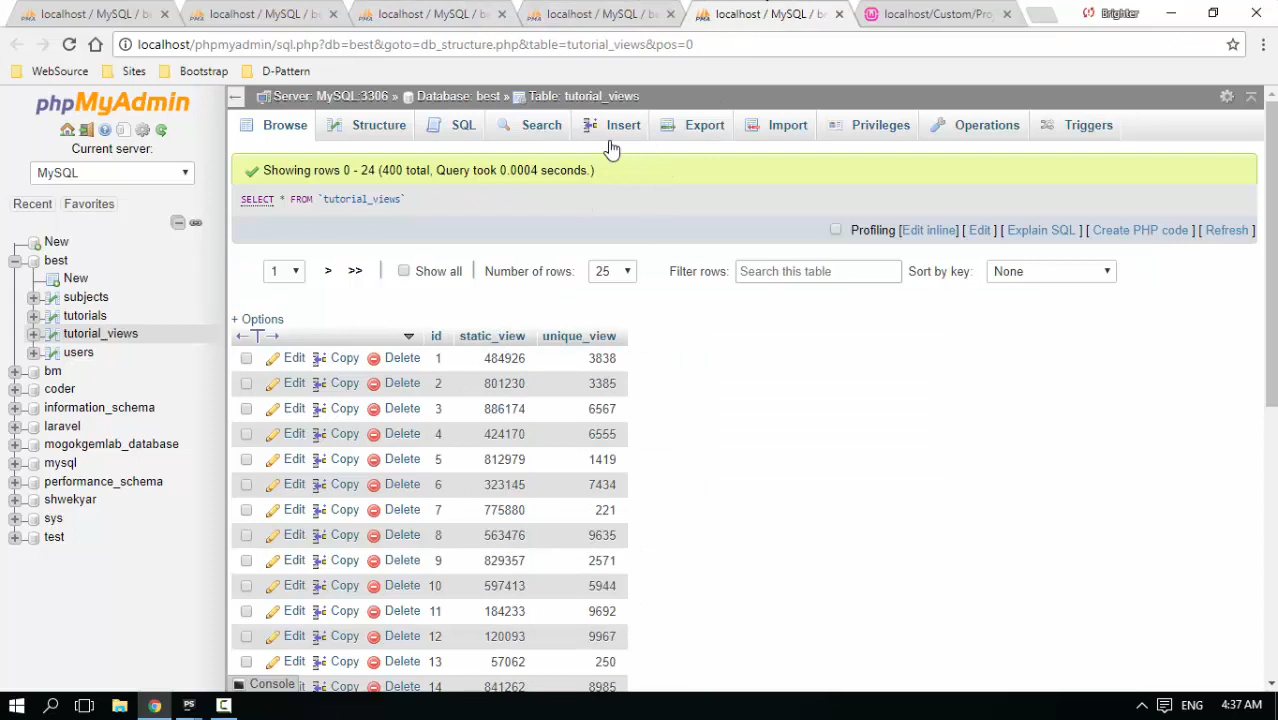 localhost / MySQL / b
localhost / MySQL / b
localhost / MySQL / b
localhost / MySQL / b
localhost / MySQL / b
localhost/Custom/Pro
Brighter
localhost/phpmyadmin/sql.php?db=best&goto=db_structure.php&table=tutorial_views&pos=0
WebSource
Sites
Bootstrap
D-Pattern
phpMyAdmin
Current server:
MySQL
Recent
Favorites
New
best
New
subjects
tutorials
tutorial_views
users
bm
coder
information_schema
laravel
mogokgemlab_database
mysql
performance_schema
shwekyar
sys
test
Server: MySQL:3306 » Database: best » Table: tutorial_views
Browse Structure SQL Search Insert Export Import Privileges Operations Triggers
Showing rows 0 - 24 (400 total, Query took 0.0004 seconds.)
SELECT * FROM `tutorial_views`
Profiling [Edit inline] [ Edit ] [ Explain SQL ] [ Create PHP code ] [ Refresh ]
1 > >> Show all Number of rows: 25 Filter rows: Search this table Sort by key: None
+ Options
id static_view unique_view
Edit Copy Delete 1 484926 3838
Edit Copy Delete 2 801230 3385
Edit Copy Delete 3 886174 6567
Edit Copy Delete 4 424170 6555
Edit Copy Delete 5 812979 1419
Edit Copy Delete 6 323145 7434
Edit Copy Delete 7 775880 221
Edit Copy Delete 8 563476 9635
Edit Copy Delete 9 829357 2571
Edit Copy Delete 10 597413 5944
Edit Copy Delete 11 184233 9692
Edit Copy Delete 12 120093 9967
Edit Copy Delete 13 57062 250
Edit Copy Delete 14 841262 8985
Console
ENG
4:37 AM